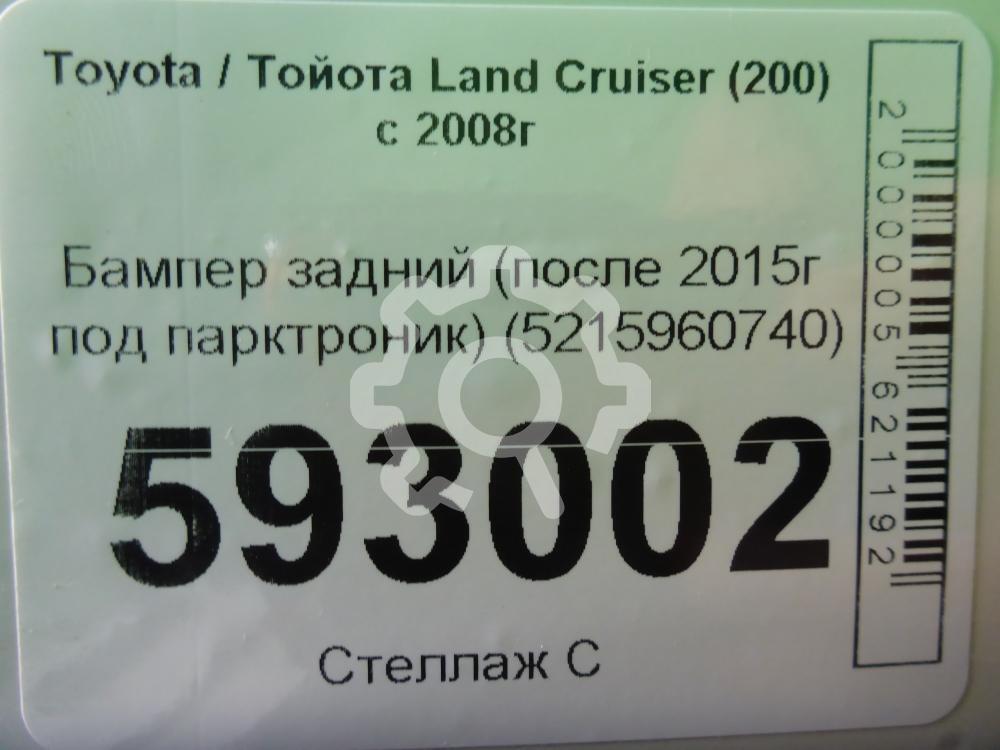 Toyota / Тойота Land Cruiser (200)
с 2008г
Бампер задний (после 2015г
под парктроник) (5215960740)
593002
Стеллаж С
2000005621192